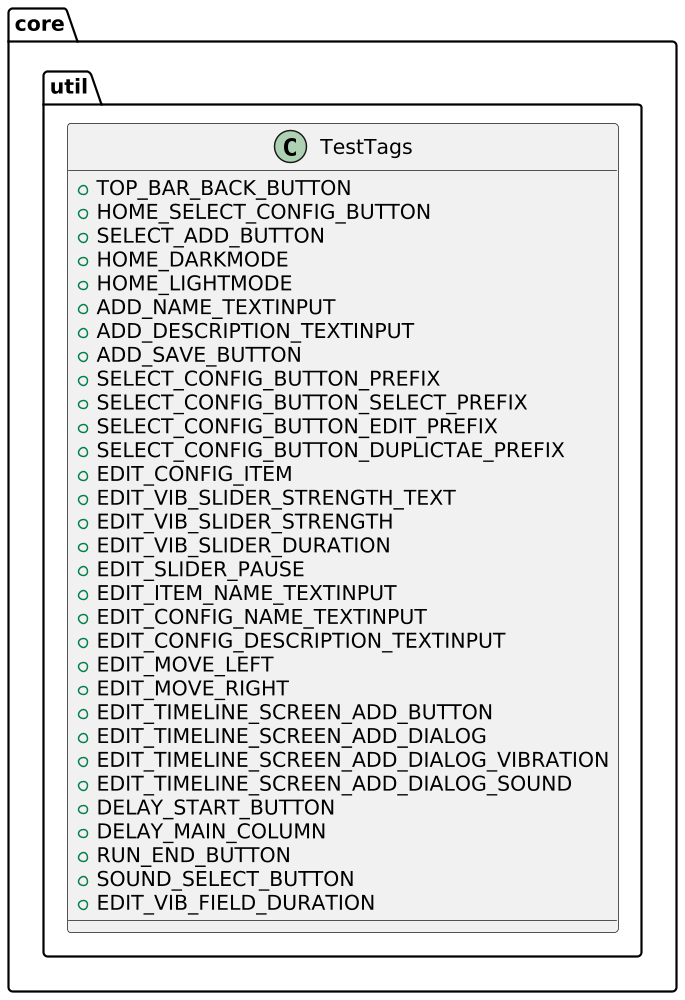 core
util
C TestTags
TOP_BAR_BACK_BUTTON
HOME_SELECT_CONFIG_BUTTON
SELECT_ADD_BUTTON
HOME_DARKMODE
HOME_LIGHTMODE
ADD_NAME_TEXTINPUT
ADD_DESCRIPTION_TEXTINPUT
ADD_SAVE_BUTTON
SELECT_CONFIG_BUTTON_PREFIX
SELECT_CONFIG_BUTTON_SELECT_PREFIX
SELECT_CONFIG_BUTTON_EDIT_PREFIX
SELECT_CONFIG_BUTTON_DUPLICTAE_PREFIX
EDIT_CONFIG_ITEM
EDIT_VIB_SLIDER_STRENGTH_TEXT
EDIT_VIB_SLIDER_STRENGTH
EDIT_VIB_SLIDER_DURATION
EDIT_SLIDER_PAUSE
EDIT_ITEM_NAME_TEXTINPUT
EDIT_CONFIG_NAME_TEXTINPUT
EDIT_CONFIG_DESCRIPTION_TEXTINPUT
EDIT_MOVE_LEFT
EDIT_MOVE_RIGHT
EDIT_TIMELINE_SCREEN_ADD_BUTTON
EDIT_TIMELINE_SCREEN_ADD_DIALOG
EDIT_TIMELINE_SCREEN_ADD_DIALOG_VIBRATION
EDIT_TIMELINE_SCREEN_ADD_DIALOG_SOUND
DELAY_START_BUTTON
DELAY_MAIN_COLUMN
RUN_END_BUTTON
SOUND_SELECT_BUTTON
EDIT_VIB_FIELD_DURATION